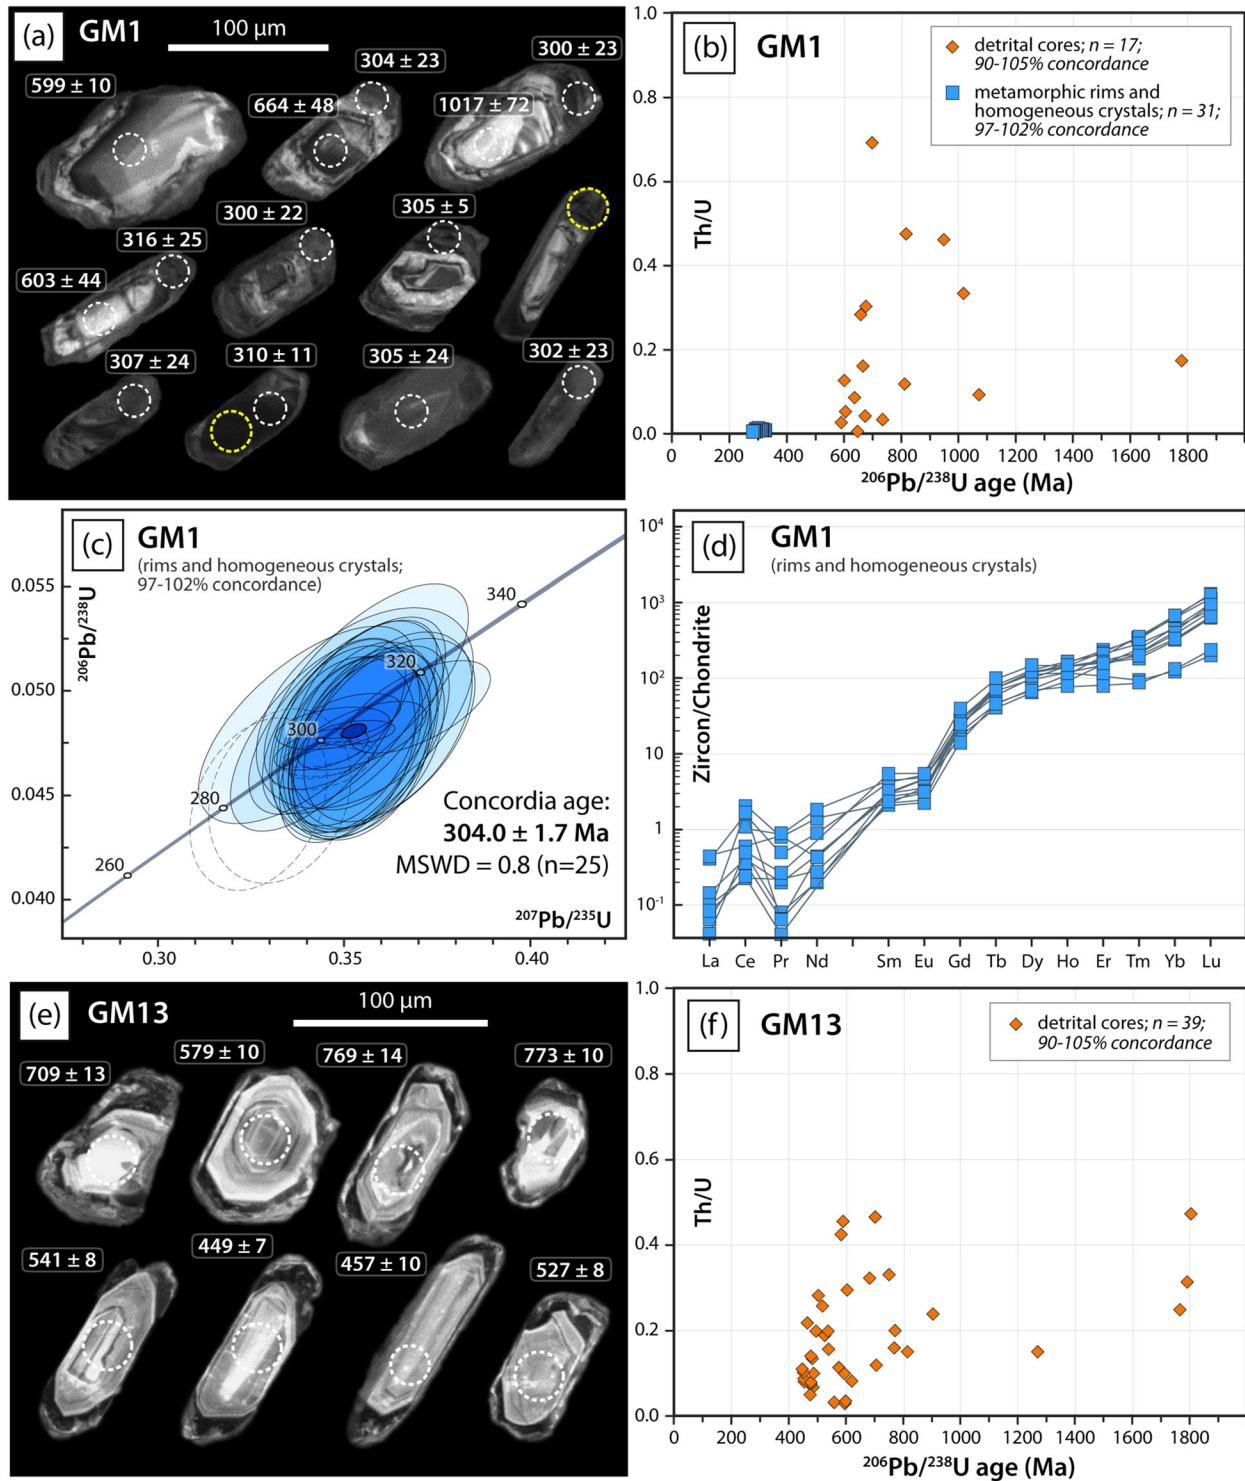 (a) GM1
100 µm
599 ± 10
304 ± 23
300 ± 23
664 ± 48
1017 ± 72
300 ± 22
305 ± 5
316 ± 25
603 ± 44
307 ± 24
310 ± 11
305 ± 24
302 ± 23
(b) GM1
detrital cores; n = 17;
90-105% concordance
metamorphic rims and
homogeneous crystals; n = 31;
97-102% concordance
Th/U
1.0
0.8
0.6
0.4
0.2
0.0
0 200 400 600 800 1000 1200 1400 1600 1800
²⁰⁶Pb/²³⁸U age (Ma)
(c) GM1
(rims and homogeneous crystals;
97-102% concordance)
²⁰⁶Pb/²³⁸U
0.055
0.050
0.045
0.040
340
320
300
280
260
Concordia age:
304.0 ± 1.7 Ma
MSWD = 0.8 (n=25)
²⁰⁷Pb/²³⁵U
0.30 0.35 0.40
(d) GM1
(rims and homogeneous crystals)
Zircon/Chondrite
10⁴
10³
10²
10
1
10⁻¹
La Ce Pr Nd Sm Eu Gd Tb Dy Ho Er Tm Yb Lu
(e) GM13
100 µm
709 ± 13
579 ± 10
769 ± 14
773 ± 10
541 ± 8
449 ± 7
457 ± 10
527 ± 8
(f) GM13
detrital cores; n = 39;
90-105% concordance
Th/U
1.0
0.8
0.6
0.4
0.2
0.0
0 200 400 600 800 1000 1200 1400 1600 1800
²⁰⁶Pb/²³⁸U age (Ma)